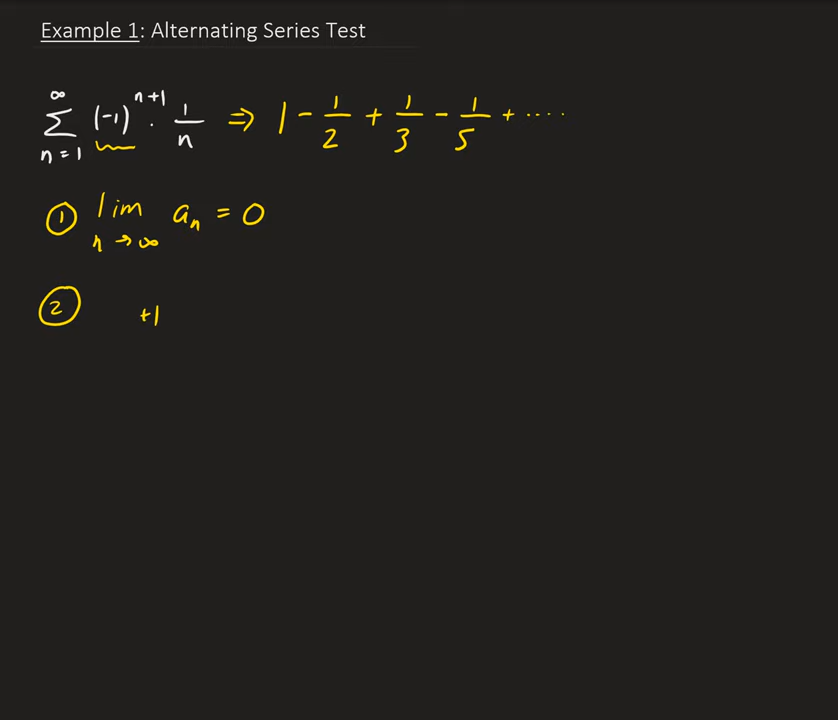 Example 1: Alternating Series Test
∞ Σ n=1 (-1)^{n+1} · 1/n ⇒ 1 - 1/2 + 1/3 - 1/5 + ....
① lim n→∞ a_n = 0
② +1